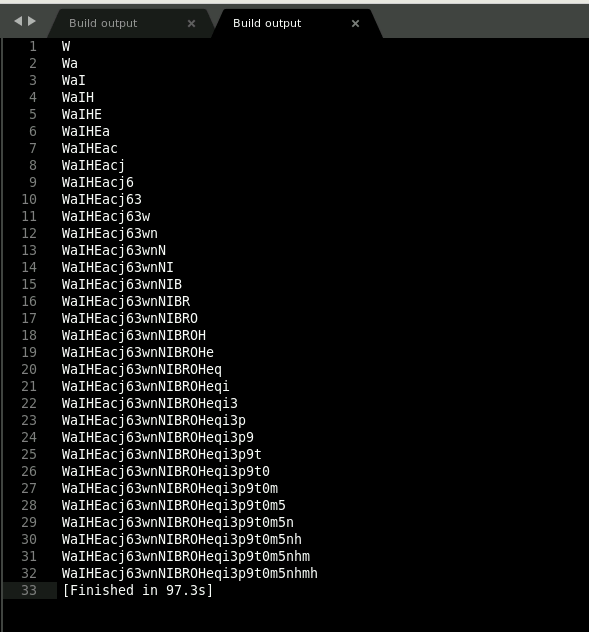 Build output × Build output ×
1 W
2 Wa
3 WaI
4 WaIH
5 WaIHE
6 WaIHEa
7 WaIHEac
8 WaIHEacj
9 WaIHEacj6
10 WaIHEacj63
11 WaIHEacj63w
12 WaIHEacj63wn
13 WaIHEacj63wnN
14 WaIHEacj63wnNI
15 WaIHEacj63wnNIB
16 WaIHEacj63wnNIBR
17 WaIHEacj63wnNIBRO
18 WaIHEacj63wnNIBROH
19 WaIHEacj63wnNIBROHe
20 WaIHEacj63wnNIBROHeq
21 WaIHEacj63wnNIBROHeqi
22 WaIHEacj63wnNIBROHeqi3
23 WaIHEacj63wnNIBROHeqi3p
24 WaIHEacj63wnNIBROHeqi3p9
25 WaIHEacj63wnNIBROHeqi3p9t
26 WaIHEacj63wnNIBROHeqi3p9t0
27 WaIHEacj63wnNIBROHeqi3p9t0m
28 WaIHEacj63wnNIBROHeqi3p9t0m5
29 WaIHEacj63wnNIBROHeqi3p9t0m5n
30 WaIHEacj63wnNIBROHeqi3p9t0m5nh
31 WaIHEacj63wnNIBROHeqi3p9t0m5nhm
32 WaIHEacj63wnNIBROHeqi3p9t0m5nhmh
33 [Finished in 97.3s]